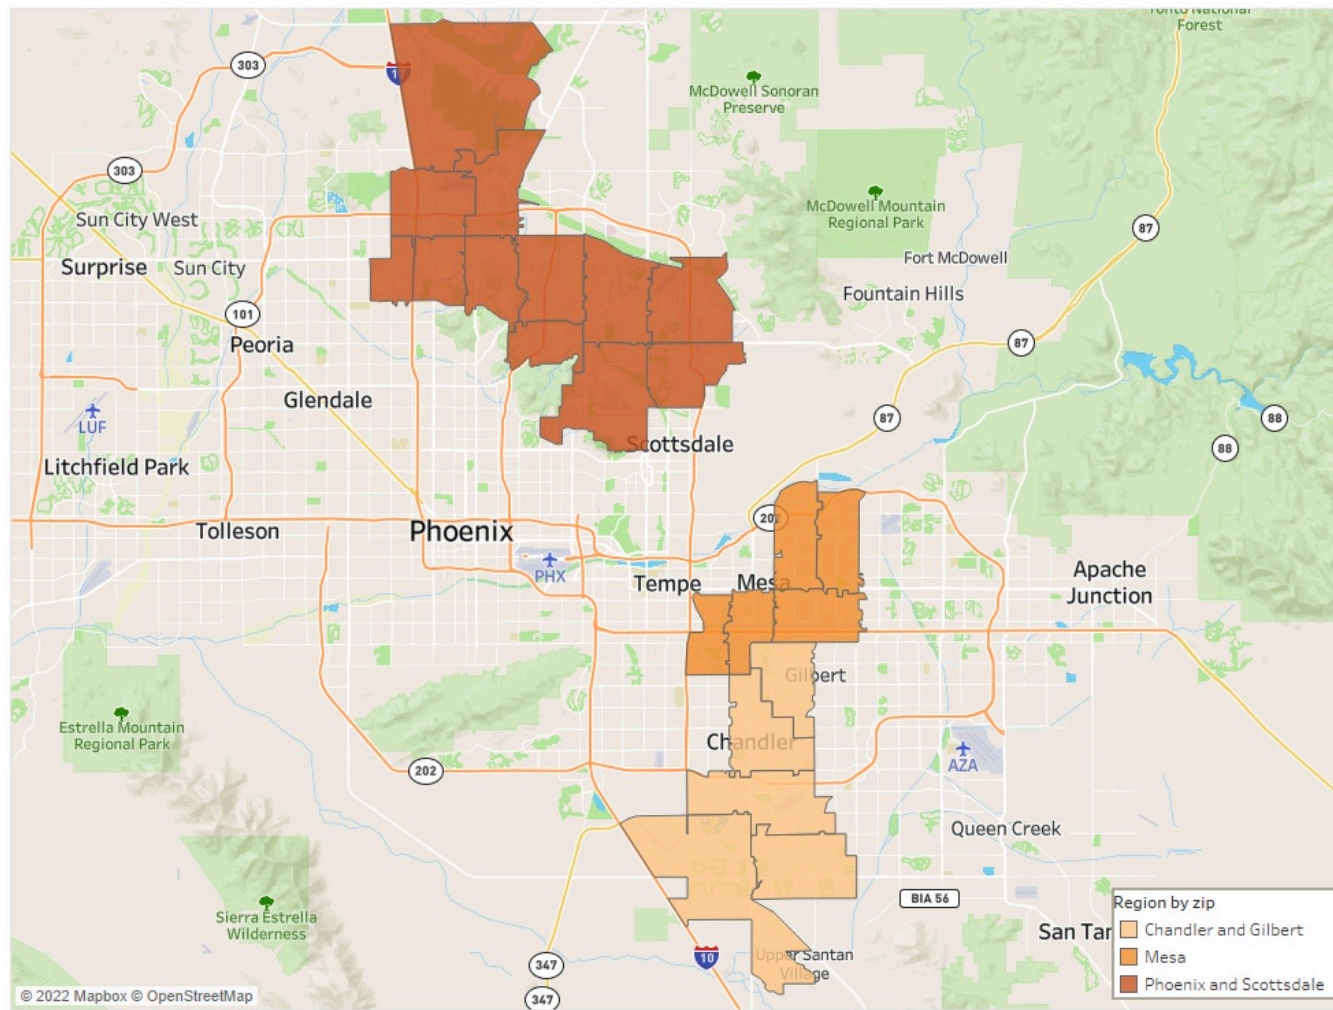 Tonto National
Forest
303
17
McDowell Sonoran
Preserve
303
McDowell Mountain
Regional Park
Sun City West
87
Surprise
Sun City
Fort McDowell
Fountain Hills
101
Peoria
87
Glendale
LUF
87
88
Scottsdale
88
Litchfield Park
Tolleson
Phoenix
202
PHX
Tempe
Mesa
Apache
Junction
Gilbert
Estrella Mountain
Regional Park
Chandler
AZA
202
Queen Creek
BIA 56
Sierra Estrella
Wilderness
San Tan
Region by zip
Chandler and Gilbert
Mesa
Phoenix and Scottsdale
10
Upper Santan
Village
347
347
© 2022 Mapbox © OpenStreetMap